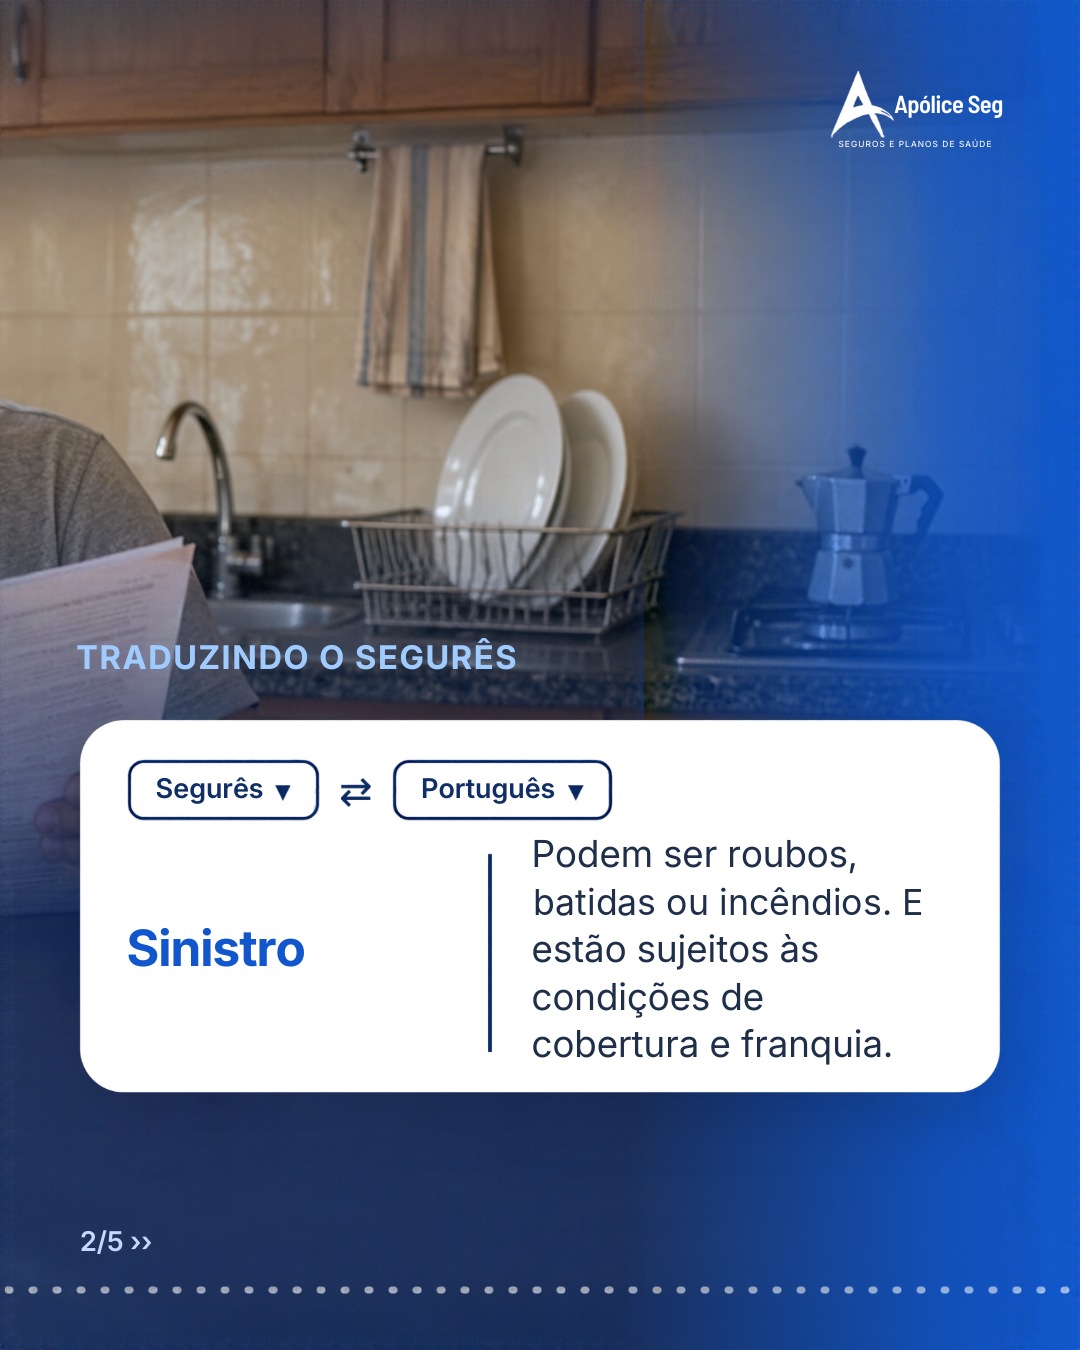 Apólice Seg
SEGUROS E PLANOS DE SAÚDE
TRADUZINDO O SEGURÊS
Segurês ▼ ⇄ Português ▼
Sinistro
Podem ser roubos,
batidas ou incêndios. E
estão sujeitos às
condições de
cobertura e franquia.
2/5 ››